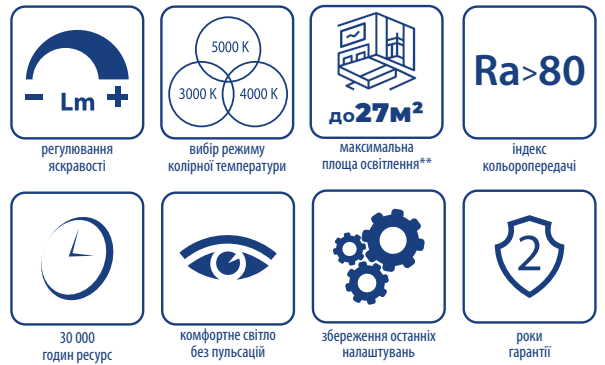 Lm
регулювання
яскравості
5000 K
3000 K
4000 K
вибір режиму
колірної температури
до27м²
максимальна
площа освітлення**
Ra>80
індекс
кольоропередачі
30 000
годин ресурс
комфортне світло
без пульсацій
збереження останніх
налаштувань
2
роки
гарантії